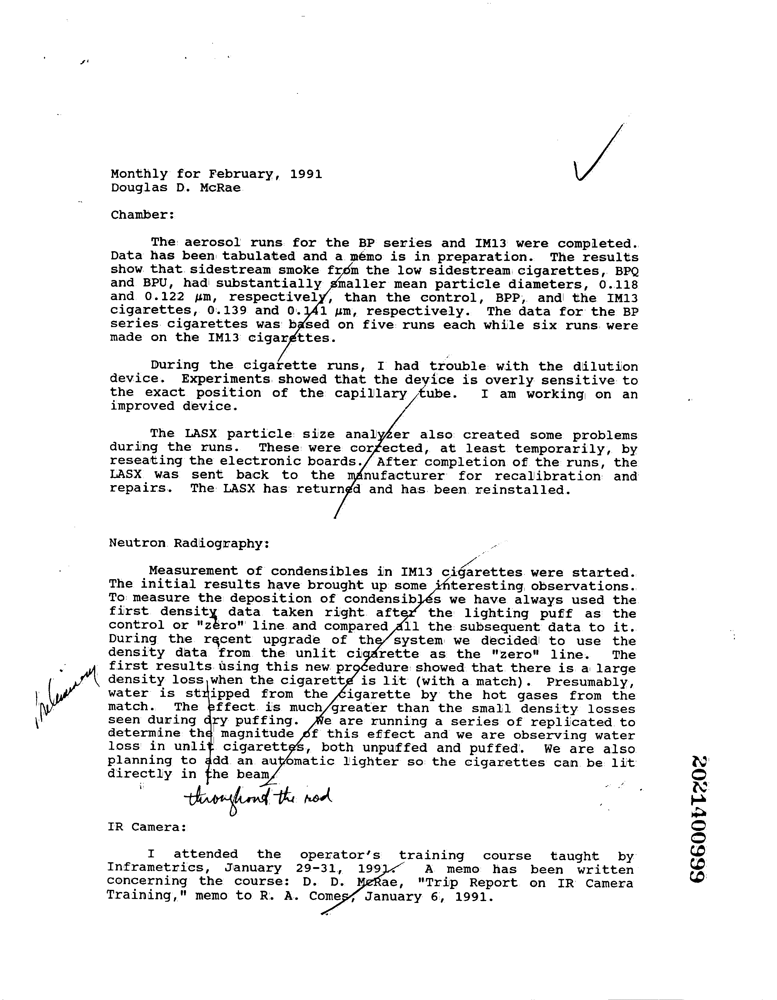 Monthly for February, 1991
Douglas D. McRae
Chamber:
The aerosol runs for the BP series and IM13 were completed.
Data has been tabulated and a memo is in preparation. The results
show that sidestream smoke from the low sidestream cigarettes, BPQ
and BPU, had substantially smaller mean particle diameters, 0.118
and 0.122 µm, respectively, than the control, BPP, and the IM13
cigarettes, 0.139 and 0.141 µm, respectively. The data for the BP
series cigarettes was based on five runs each while six runs were
made on the IM13 cigarettes.
During the cigarette runs, I had trouble with the dilution
device. Experiments showed that the device is overly sensitive to
the exact position of the capillary tube. I am working on an
improved device.
The LASX particle size analyzer also created some problems
during the runs. These were corrected, at least temporarily, by
reseating the electronic boards. After completion of the runs, the
LASX was sent back to the manufacturer for recalibration and
repairs. The LASX has returned and has been reinstalled.
Neutron Radiography:
Measurement of condensibles in IM13 cigarettes were started.
The initial results have brought up some interesting observations.
To measure the deposition of condensibles we have always used the
first density data taken right after the lighting puff as the
control or "zero" line and compared all the subsequent data to it.
During the recent upgrade of the system we decided to use the
density data from the unlit cigarette as the "zero" line. The
first results using this new procedure showed that there is a large
density loss when the cigarette is lit (with a match). Presumably,
water is stripped from the cigarette by the hot gases from the
match. The effect is much greater than the small density losses
seen during dry puffing. We are running a series of replicated to
determine the magnitude of this effect and we are observing water
loss in unlit cigarettes, both unpuffed and puffed. We are also
planning to add an automatic lighter so the cigarettes can be lit
directly in the beam.
throughout the rod
preliminary
IR Camera:
I attended the operator's training course taught by
Inframetrics, January 29-31, 1991. A memo has been written
concerning the course: D. D. McRae, "Trip Report on IR Camera
Training," memo to R. A. Comes, January 6, 1991.
2021400999